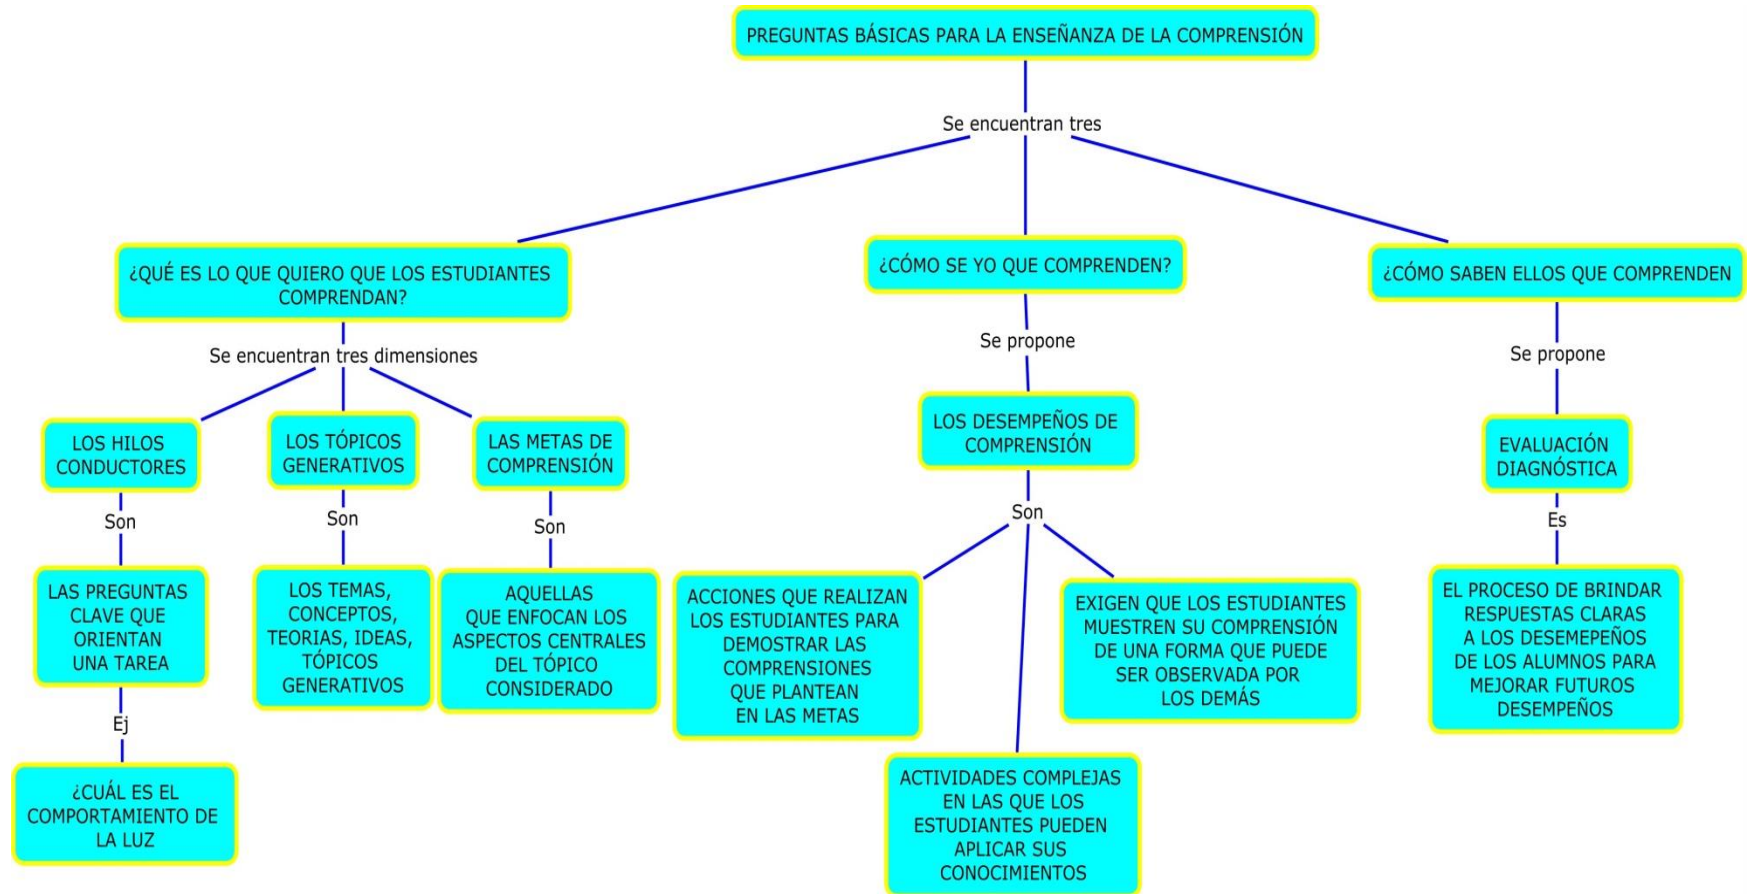 PREGUNTAS BÁSICAS PARA LA ENSEÑANZA DE LA COMPRENSIÓN
Se encuentran tres
¿QUÉ ES LO QUE QUIERO QUE LOS ESTUDIANTES
COMPRENDAN?
Se encuentran tres dimensiones
LOS HILOS
CONDUCTORES
Son
LAS PREGUNTAS
CLAVE QUE
ORIENTAN
UNA TAREA
Ej
¿CUÁL ES EL
COMPORTAMIENTO DE
LA LUZ
LOS TÓPICOS
GENERATIVOS
Son
LOS TEMAS,
CONCEPTOS,
TEORIAS, IDEAS,
TÓPICOS
GENERATIVOS
LAS METAS DE
COMPRENSIÓN
Son
AQUELLAS
QUE ENFOCAN LOS
ASPECTOS CENTRALES
DEL TÓPICO
CONSIDERADO
¿CÓMO SE YO QUE COMPRENDEN?
Se propone
LOS DESEMPEÑOS DE
COMPRENSIÓN
Son
ACCIONES QUE REALIZAN
LOS ESTUDIANTES PARA
DEMOSTRAR LAS
COMPRENSIONES
QUE PLANTEAN
EN LAS METAS
ACTIVIDADES COMPLEJAS
EN LAS QUE LOS
ESTUDIANTES PUEDEN
APLICAR SUS
CONOCIMIENTOS
EXIGEN QUE LOS ESTUDIANTES
MUESTREN SU COMPRENSIÓN
DE UNA FORMA QUE PUEDE
SER OBSERVADA POR
LOS DEMÁS
¿CÓMO SABEN ELLOS QUE COMPRENDEN
Se propone
EVALUACIÓN
DIAGNÓSTICA
Es
EL PROCESO DE BRINDAR
RESPUESTAS CLARAS
A LOS DESEMEPEÑOS
DE LOS ALUMNOS PARA
MEJORAR FUTUROS
DESEMPEÑOS